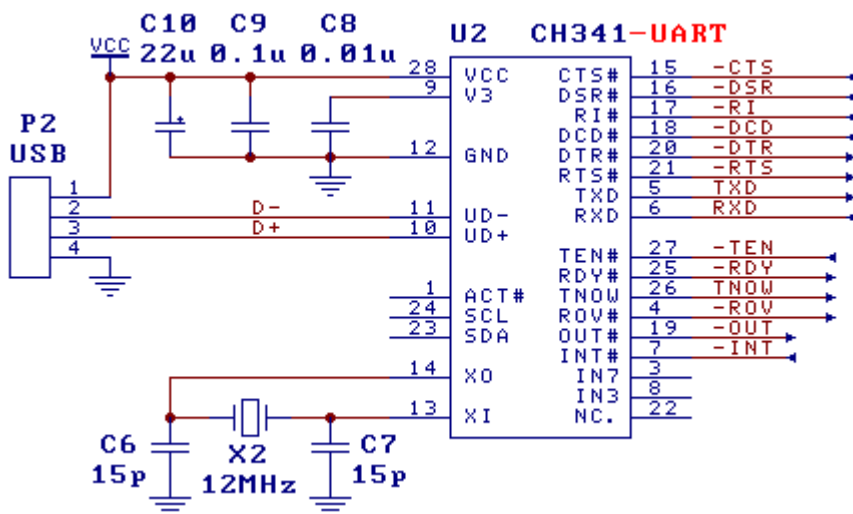 C10 C9 C8
VCC 22u 0.1u 0.01u
U2 CH341-UART
P2
USB
1
2 D-
3 D+
4
28 VCC
9 V3
12 GND
11 UD-
10 UD+
1 ACT#
24 SCL
23 SDA
14 XO
13 XI
CTS# 15 -CTS
DSR# 16 -DSR
RI# 17 -RI
DCD# 18 -DCD
DTR# 20 -DTR
RTS# 21 -RTS
TXD 5 TXD
RXD 6 RXD
TEN# 27 -TEN
RDY# 25 -RDY
TNOW 26 TNOW
ROV# 4 -ROV
OUT# 19 -OUT
INT# 7 -INT
IN7 3
IN3 8
NC. 22
C6 X2 C7
15p 12MHz 15p